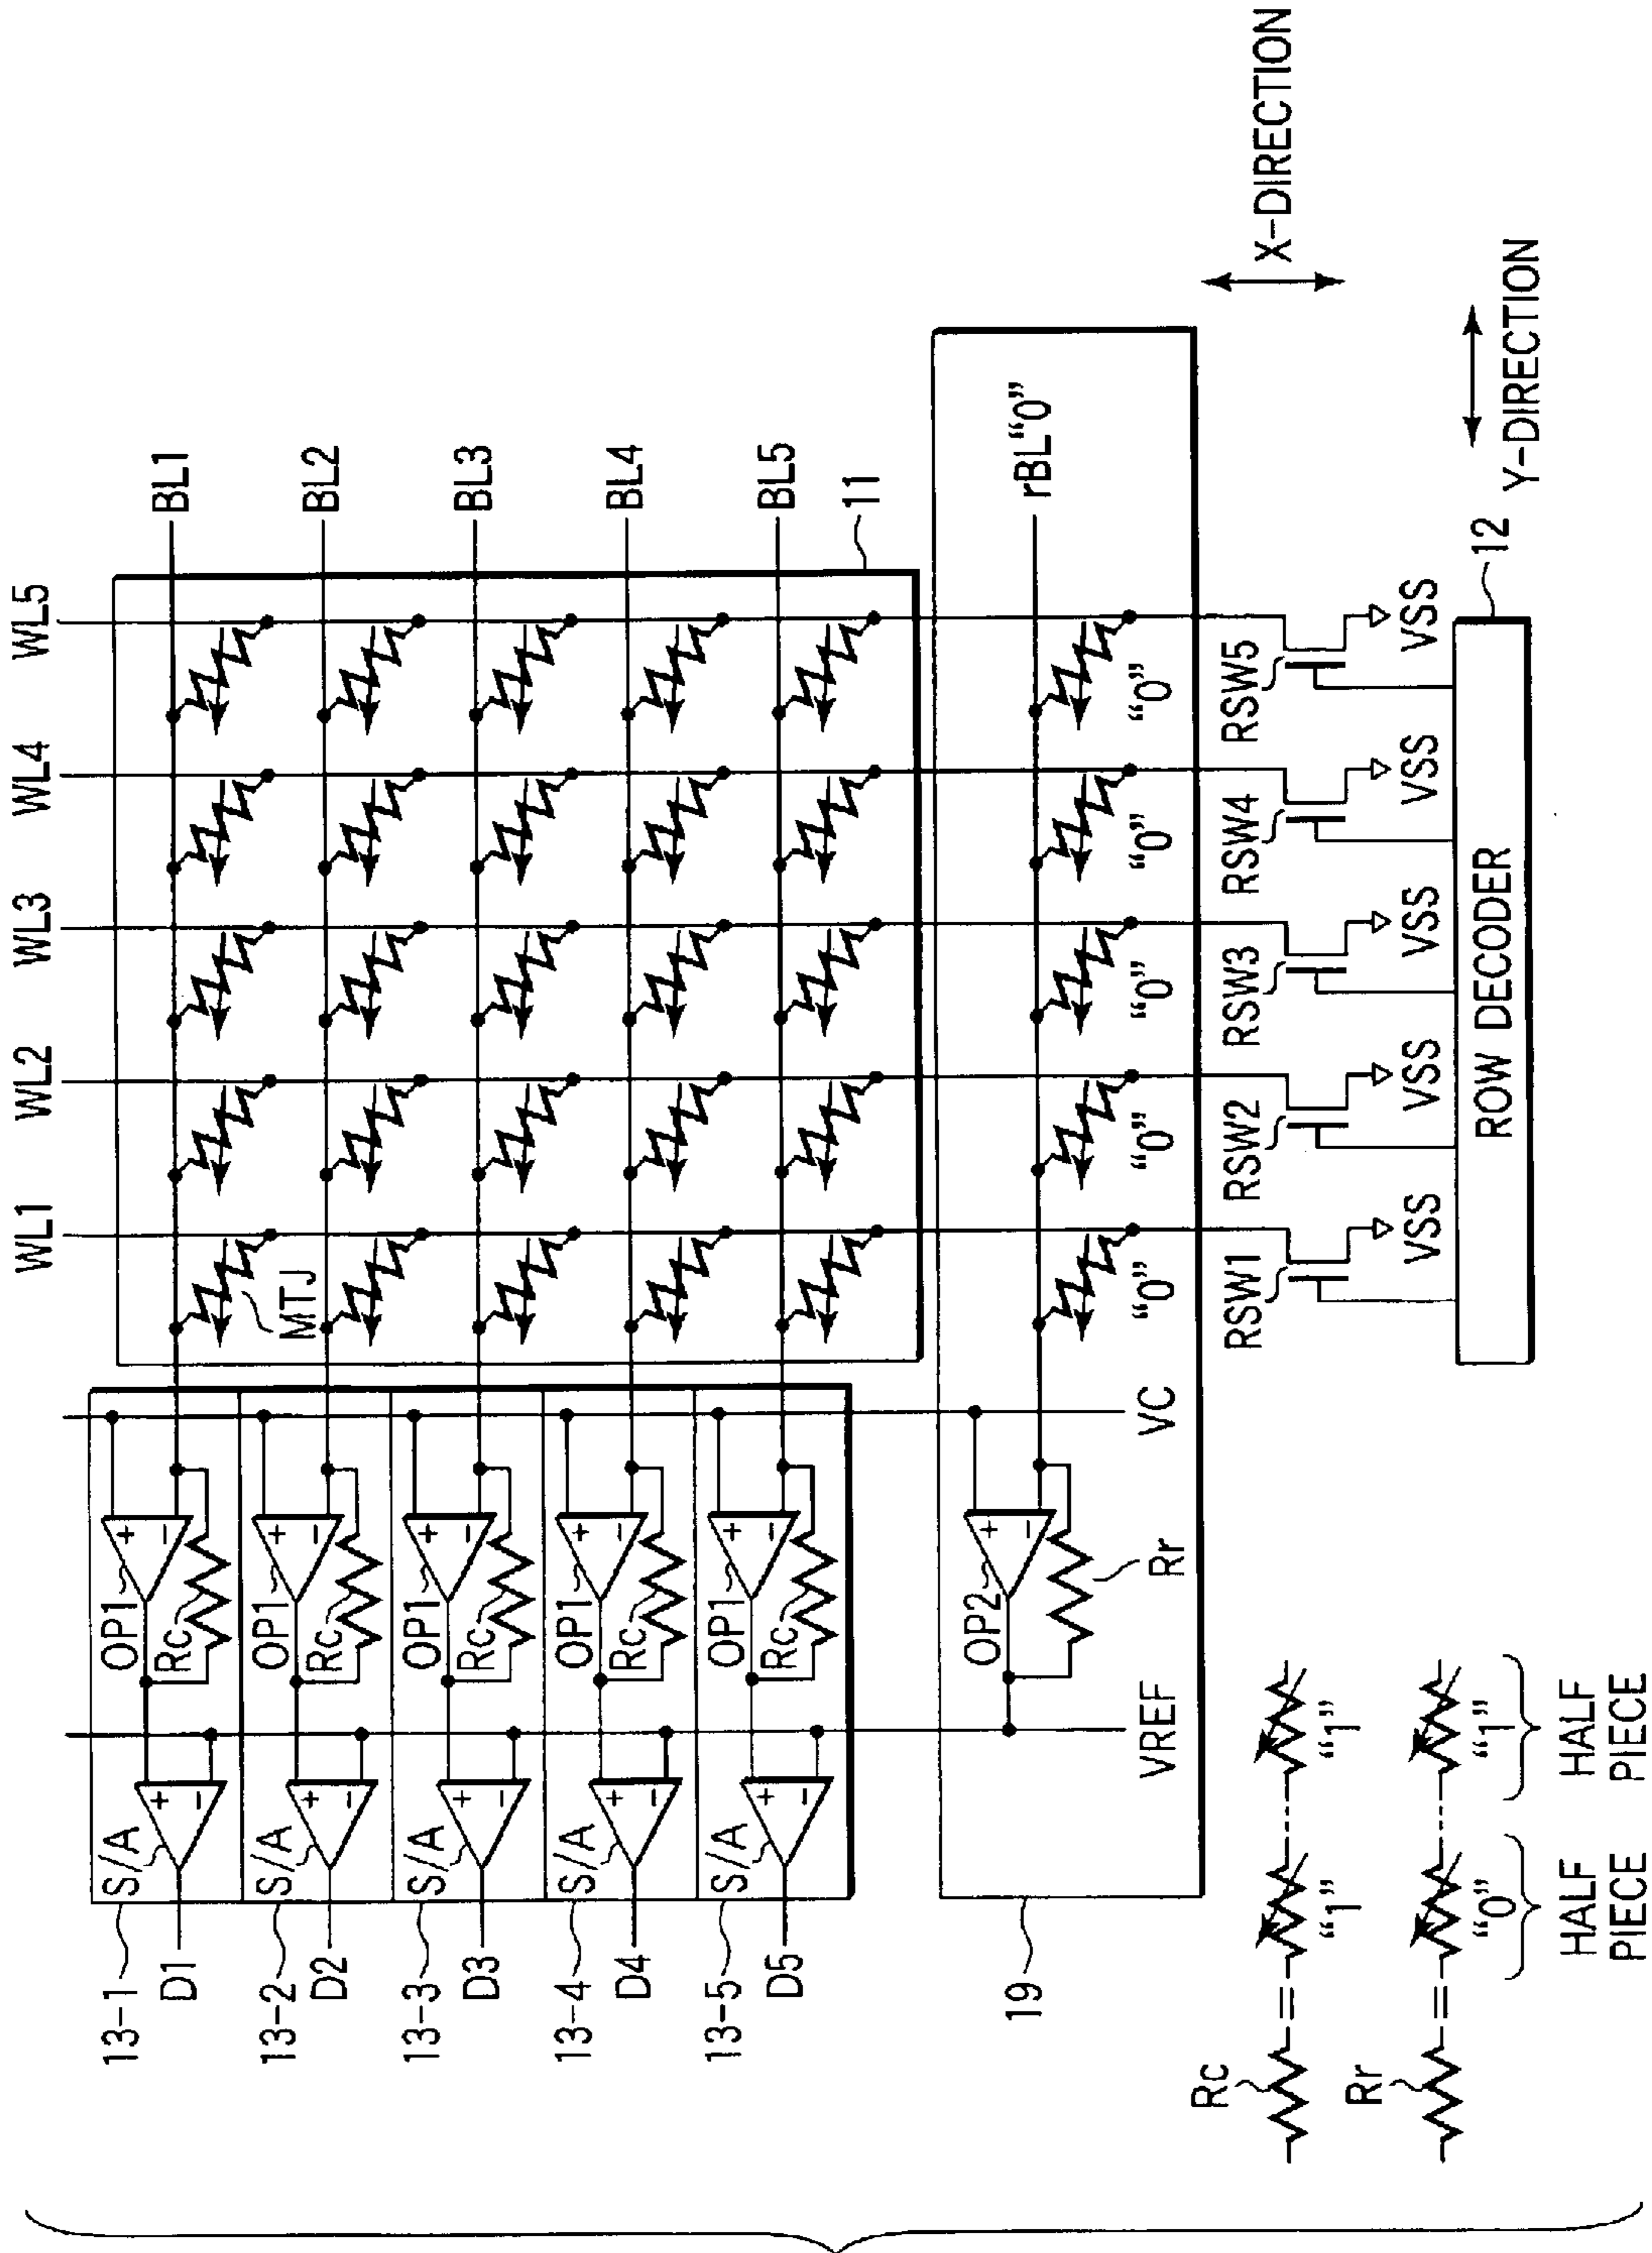 WL1
WL2
WL3
WL4
WL5
BL1
BL2
BL3
BL4
BL5
11
MTJ
13-1
D1
S/A
+
−
OP1
+
−
Rc
13-2
D2
S/A
+
−
OP1
+
−
Rc
13-3
D3
S/A
+
−
OP1
+
−
Rc
13-4
D4
S/A
+
−
OP1
+
−
Rc
13-5
D5
S/A
+
−
OP1
+
−
Rc
19
VREF
OP2
+
−
Rr
VC
rBL“0”
“0”
“0”
“0”
“0”
“0”
RSW1
RSW2
RSW3
RSW4
RSW5
VSS
VSS
VSS
VSS
VSS
ROW DECODER
12
X-DIRECTION
Y-DIRECTION
Rc
=
“1”
“1”
Rr
=
“0”
“1”
HALF
PIECE
HALF
PIECE